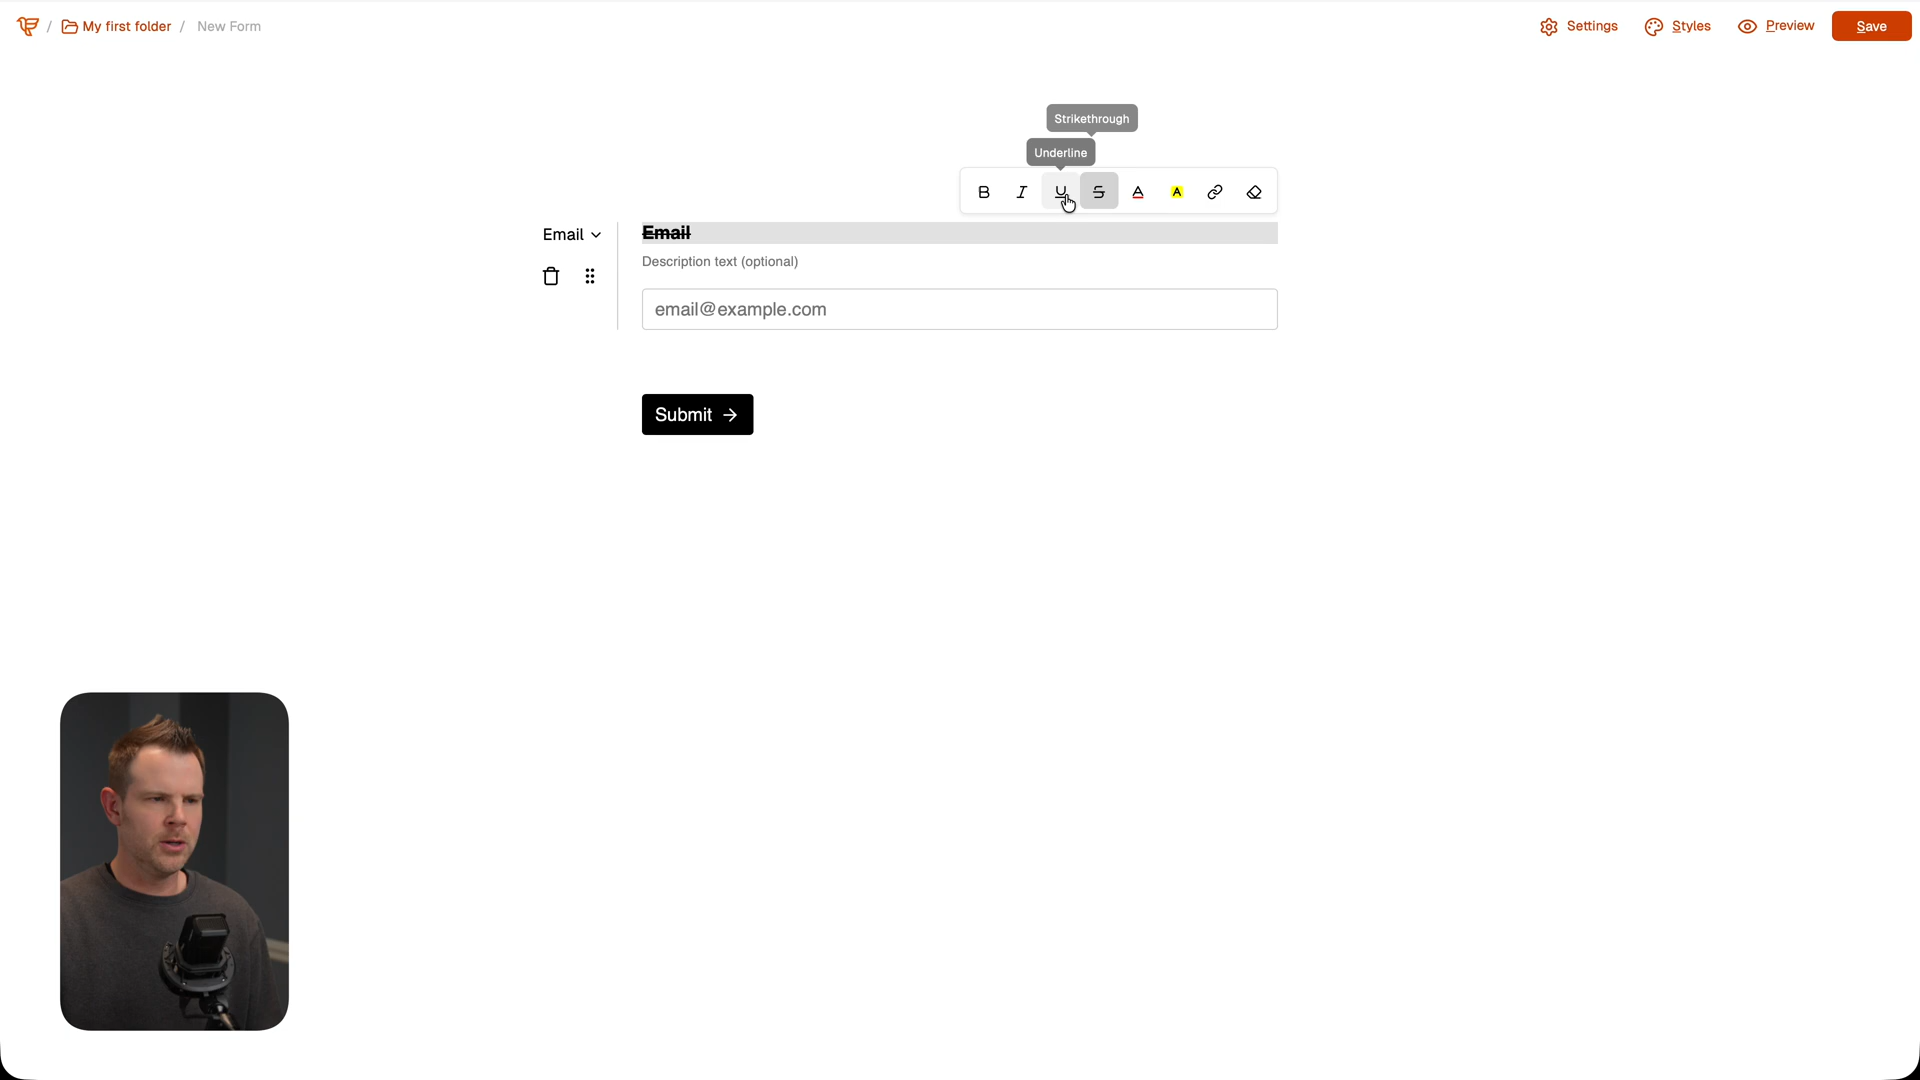 / My first folder / New Form
Settings
Styles
Preview
Save
Strikethrough
Underline
B I U S A A
Email
Email
Description text (optional)
email@example.com
Submit →